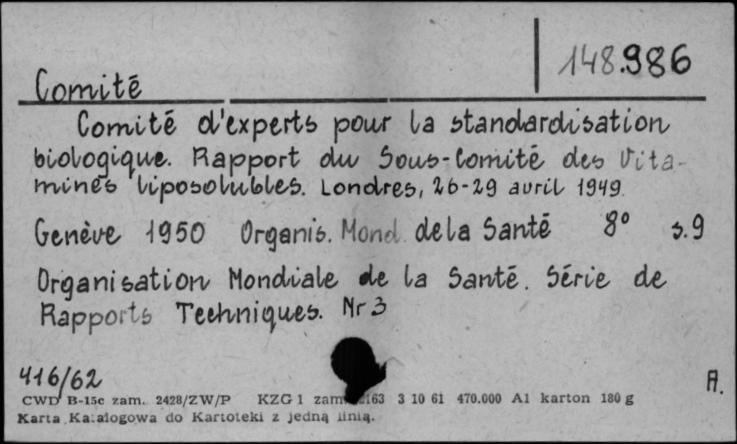 148.986
Comité
Comité d'experts pour la standardisation
biologique. Rapport du Sous-Comité des Vita-
mines liposolubles. Londres, 26-29 avril 1949
Genève 1950 Organis. Mond. de la Santé 8° s.9
Organisation Mondiale de la Santé. Série de
Rapports Techniques. Nr 3
416/62
A.
CWD B-15c zam. 2428/ZW/P KZG 1 zam. 163 3 10 61 470.000 A1 karton 180 g
Karta Katalogowa do Kartoteki z jedną linią.